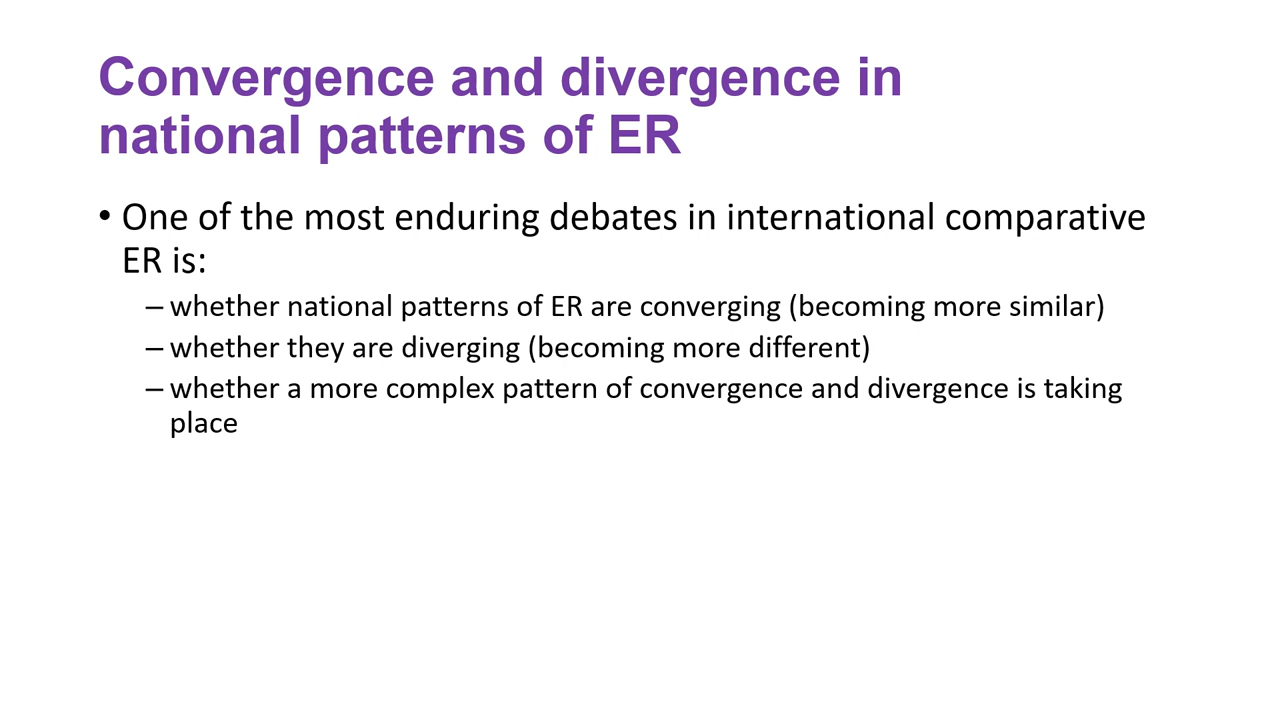 Convergence and divergence in
national patterns of ER
• One of the most enduring debates in international comparative
ER is:
– whether national patterns of ER are converging (becoming more similar)
– whether they are diverging (becoming more different)
– whether a more complex pattern of convergence and divergence is taking
place